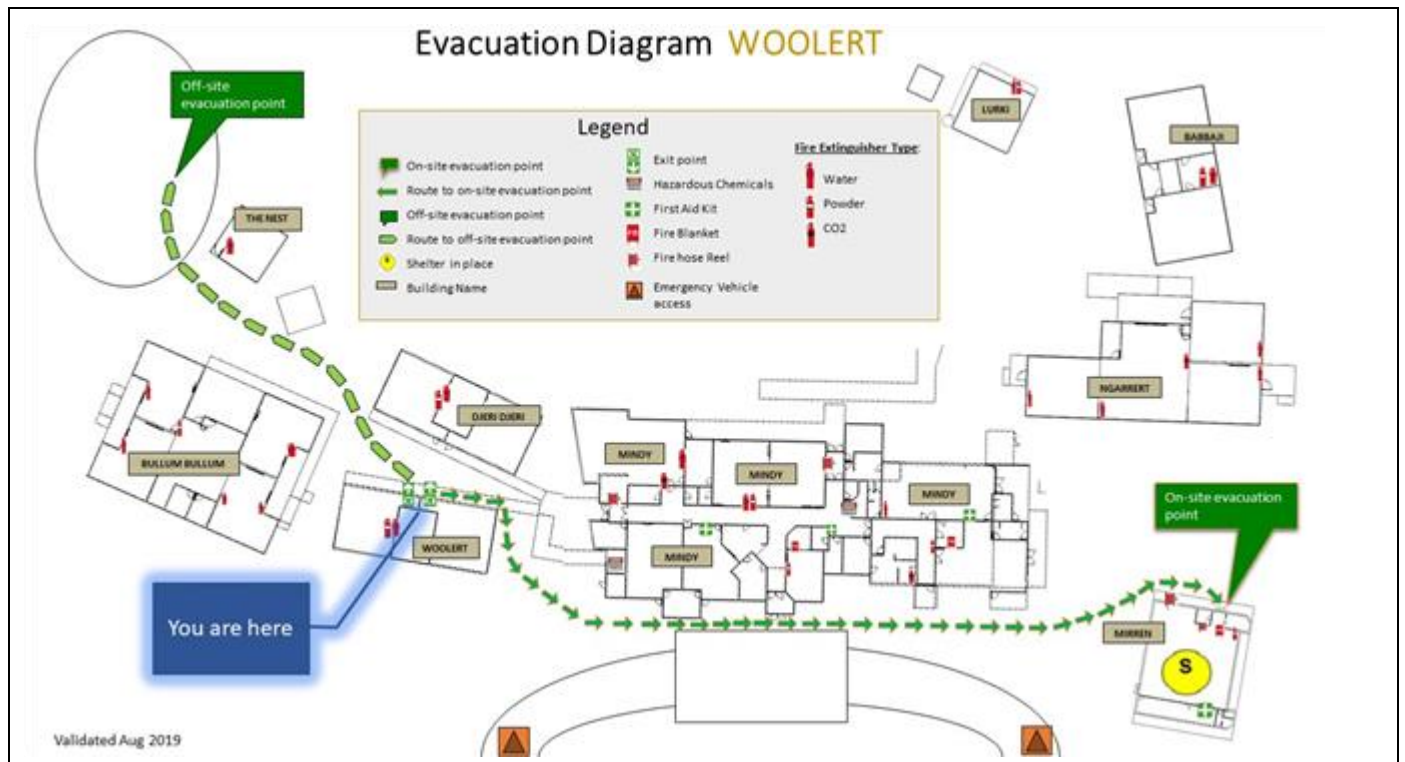 Evacuation Diagram WOOLERT
Off-site
evacuation point
Legend
On-site evacuation point
Route to on-site evacuation point
Off-site evacuation point
Route to off-site evacuation point
Shelter in place
Building Name
Exit point
Hazardous Chemicals
First Aid Kit
Fire Blanket
Fire hose Reel
Emergency Vehicle
access
Fire Extinguisher Type:
Water
Powder
CO2
LURKI
BABBAJI
THE NEST
DJERI DJERI
NGARRERT
BULLUM BULLUM
MINDY
MINDY
MINDY
MINDY
WOOLERT
On-site evacuation
point
You are here
MIRREN
S
Validated Aug 2019